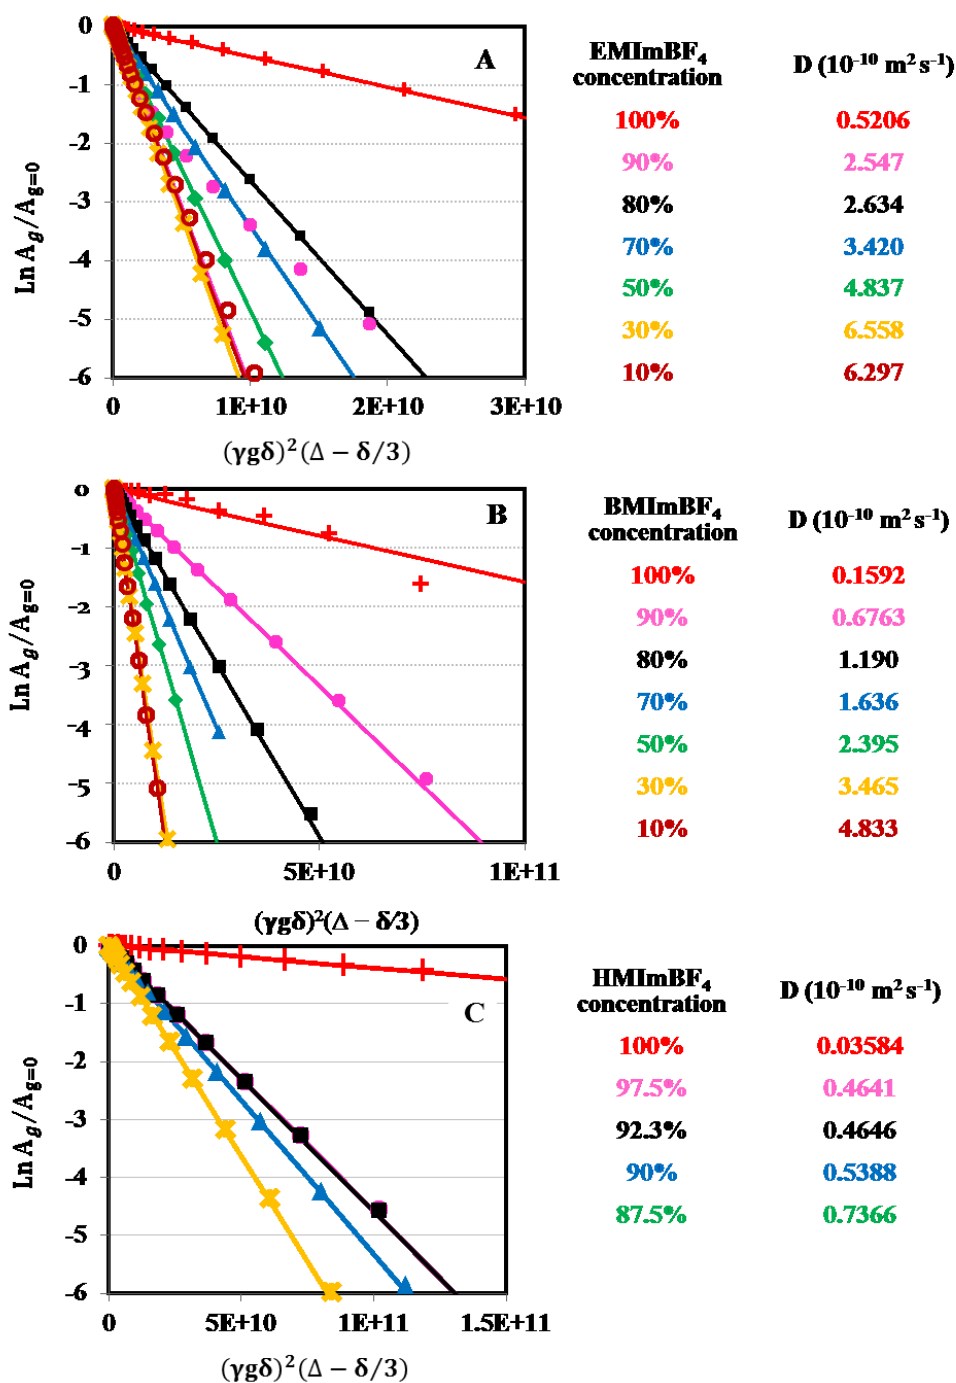 0
-1
-2
-3
-4
-5
-6
Ln A_g/A_g=0
A
0
1E+10
2E+10
3E+10
(γgδ)²(Δ − δ/3)
EMImBF₄ concentration D (10⁻¹⁰ m² s⁻¹)
100% 0.5206
90% 2.547
80% 2.634
70% 3.420
50% 4.837
30% 6.558
10% 6.297
0
-1
-2
-3
-4
-5
-6
Ln A_g/A_g=0
B
0
5E+10
1E+11
(γgδ)²(Δ − δ/3)
BMImBF₄ concentration D (10⁻¹⁰ m² s⁻¹)
100% 0.1592
90% 0.6763
80% 1.190
70% 1.636
50% 2.395
30% 3.465
10% 4.833
0
-1
-2
-3
-4
-5
-6
Ln A_g/A_g=0
C
0
5E+10
1E+11
1.5E+11
(γgδ)²(Δ − δ/3)
HMImBF₄ concentration D (10⁻¹⁰ m² s⁻¹)
100% 0.03584
97.5% 0.4641
92.3% 0.4646
90% 0.5388
87.5% 0.7366